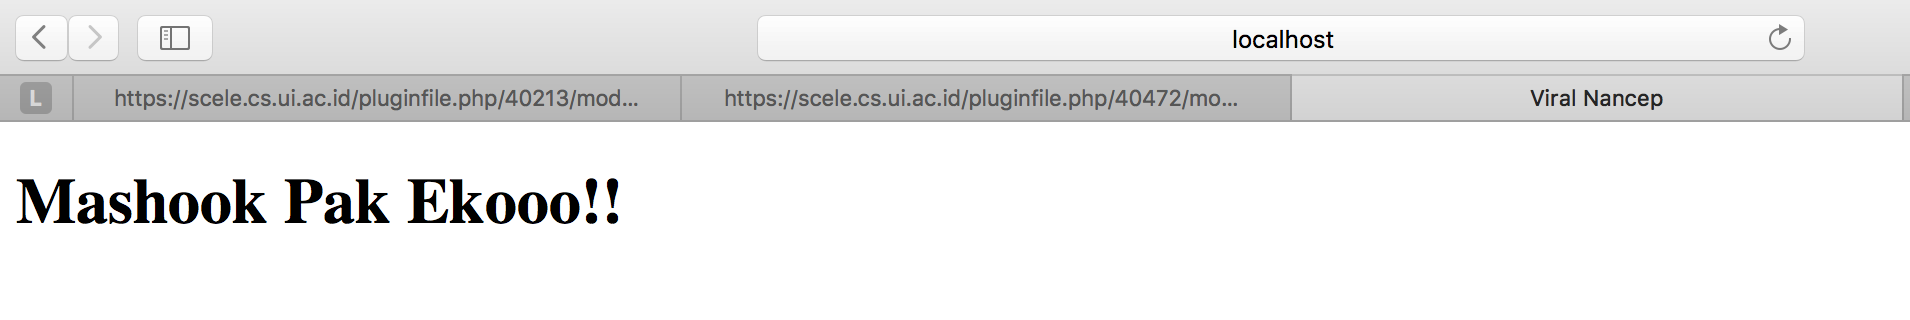 localhost
L
https://scele.cs.ui.ac.id/pluginfile.php/40213/mod...
https://scele.cs.ui.ac.id/pluginfile.php/40472/mo...
Viral Nancep
Mashook Pak Ekooo!!